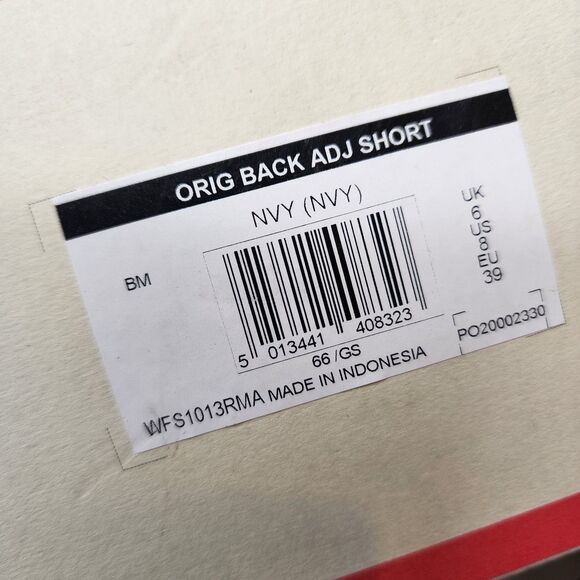 ORIG BACK ADJ SHORT
NVY (NVY)
BM
5 013441 408323
66 /GS
WFS1013RMA MADE IN INDONESIA
UK
6
US
8
EU
39
PO20002330